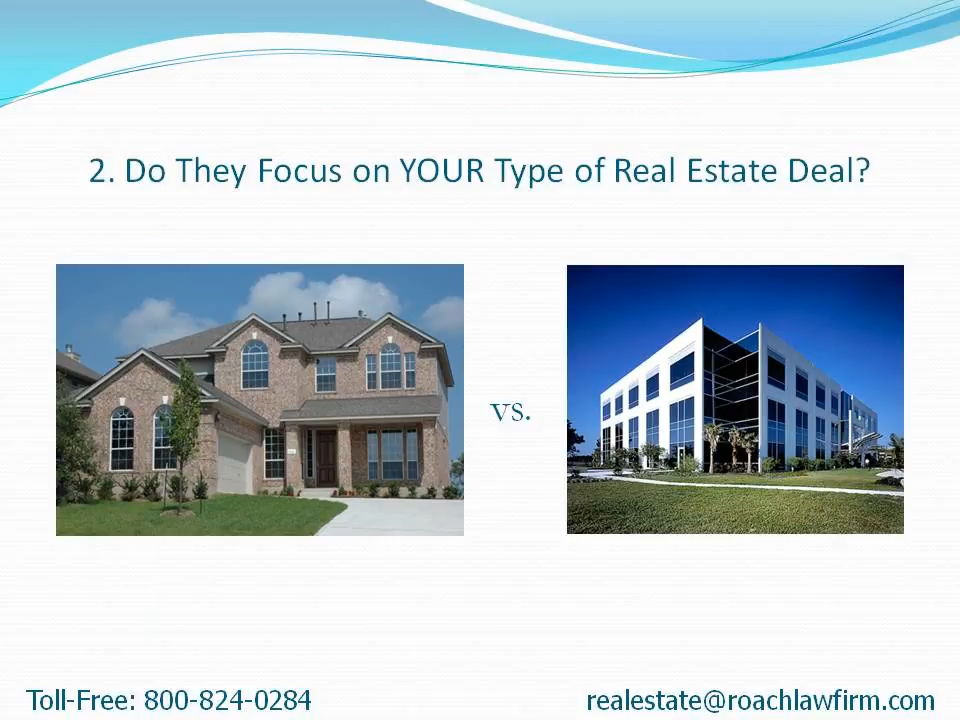 2. Do They Focus on YOUR Type of Real Estate Deal?
vs.
Toll-Free: 800-824-0284
realestate@roachlawfirm.com